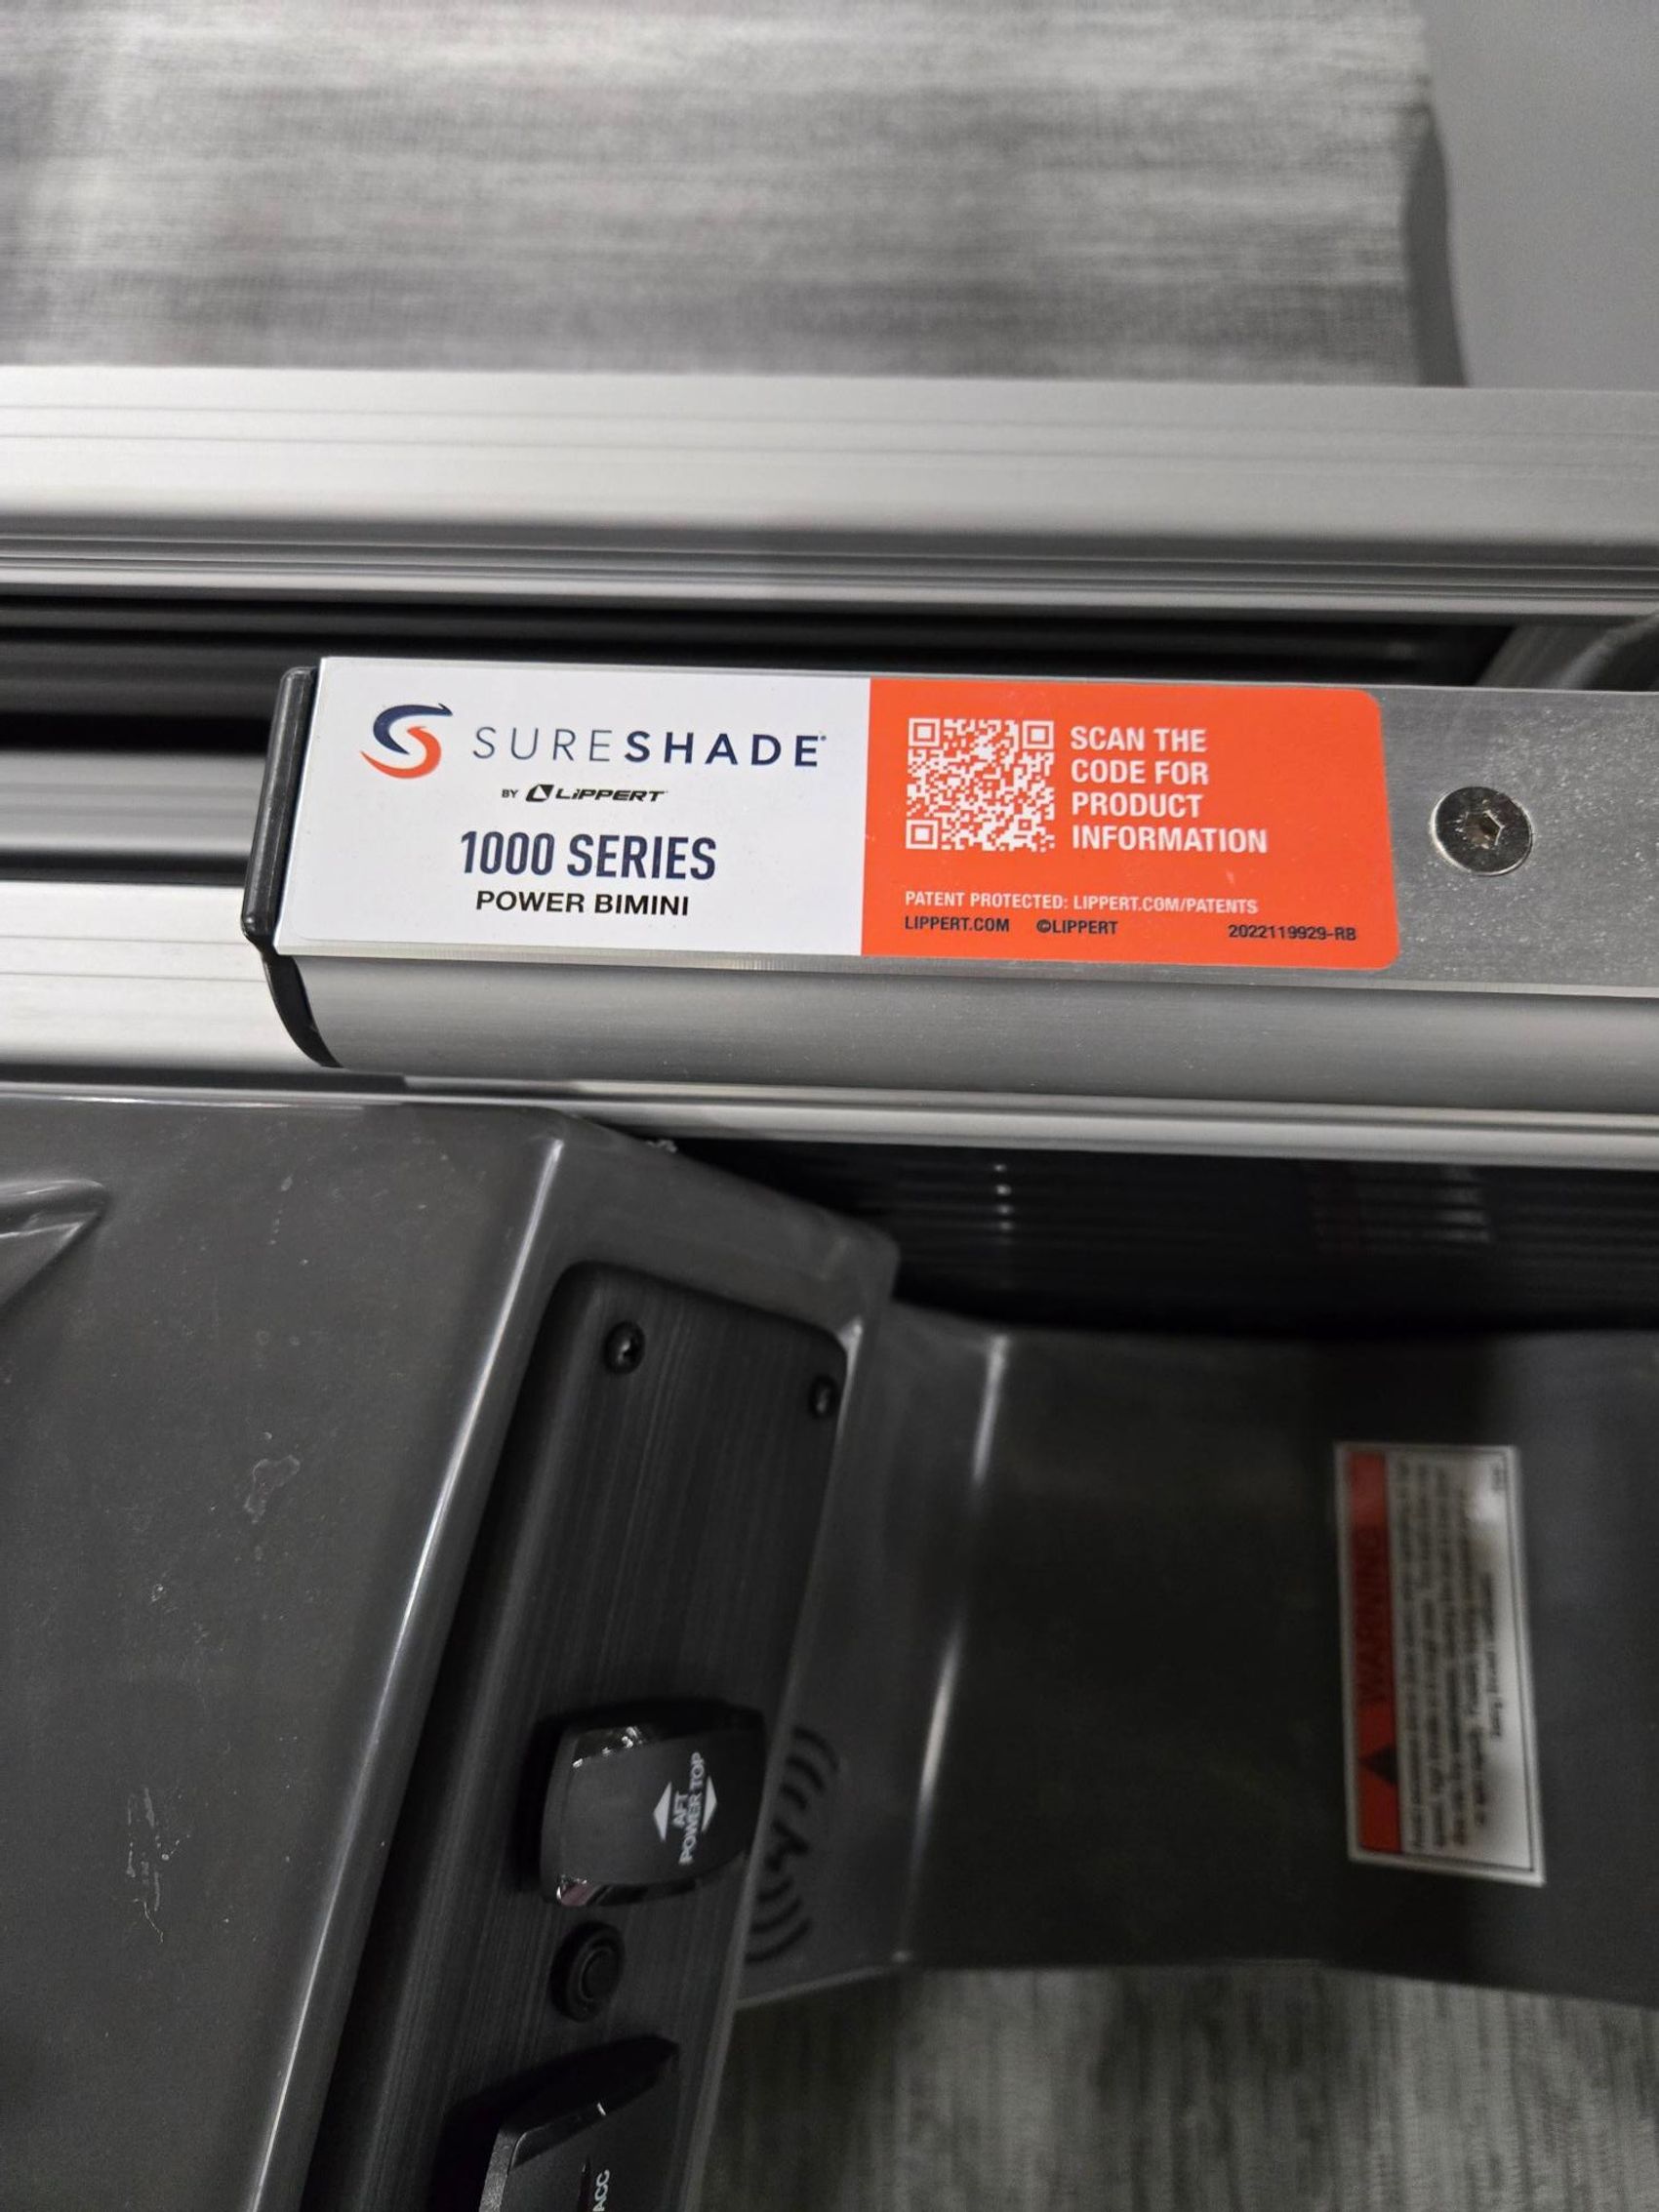 SURESHADE
BY LIPPERT
1000 SERIES
POWER BIMINI
SCAN THE
CODE FOR
PRODUCT
INFORMATION
PATENT PROTECTED: LIPPERT.COM/PATENTS
LIPPERT.COM ©LIPPERT 2022119929-RB
AFT
POWER TOP
ACC
WARNING